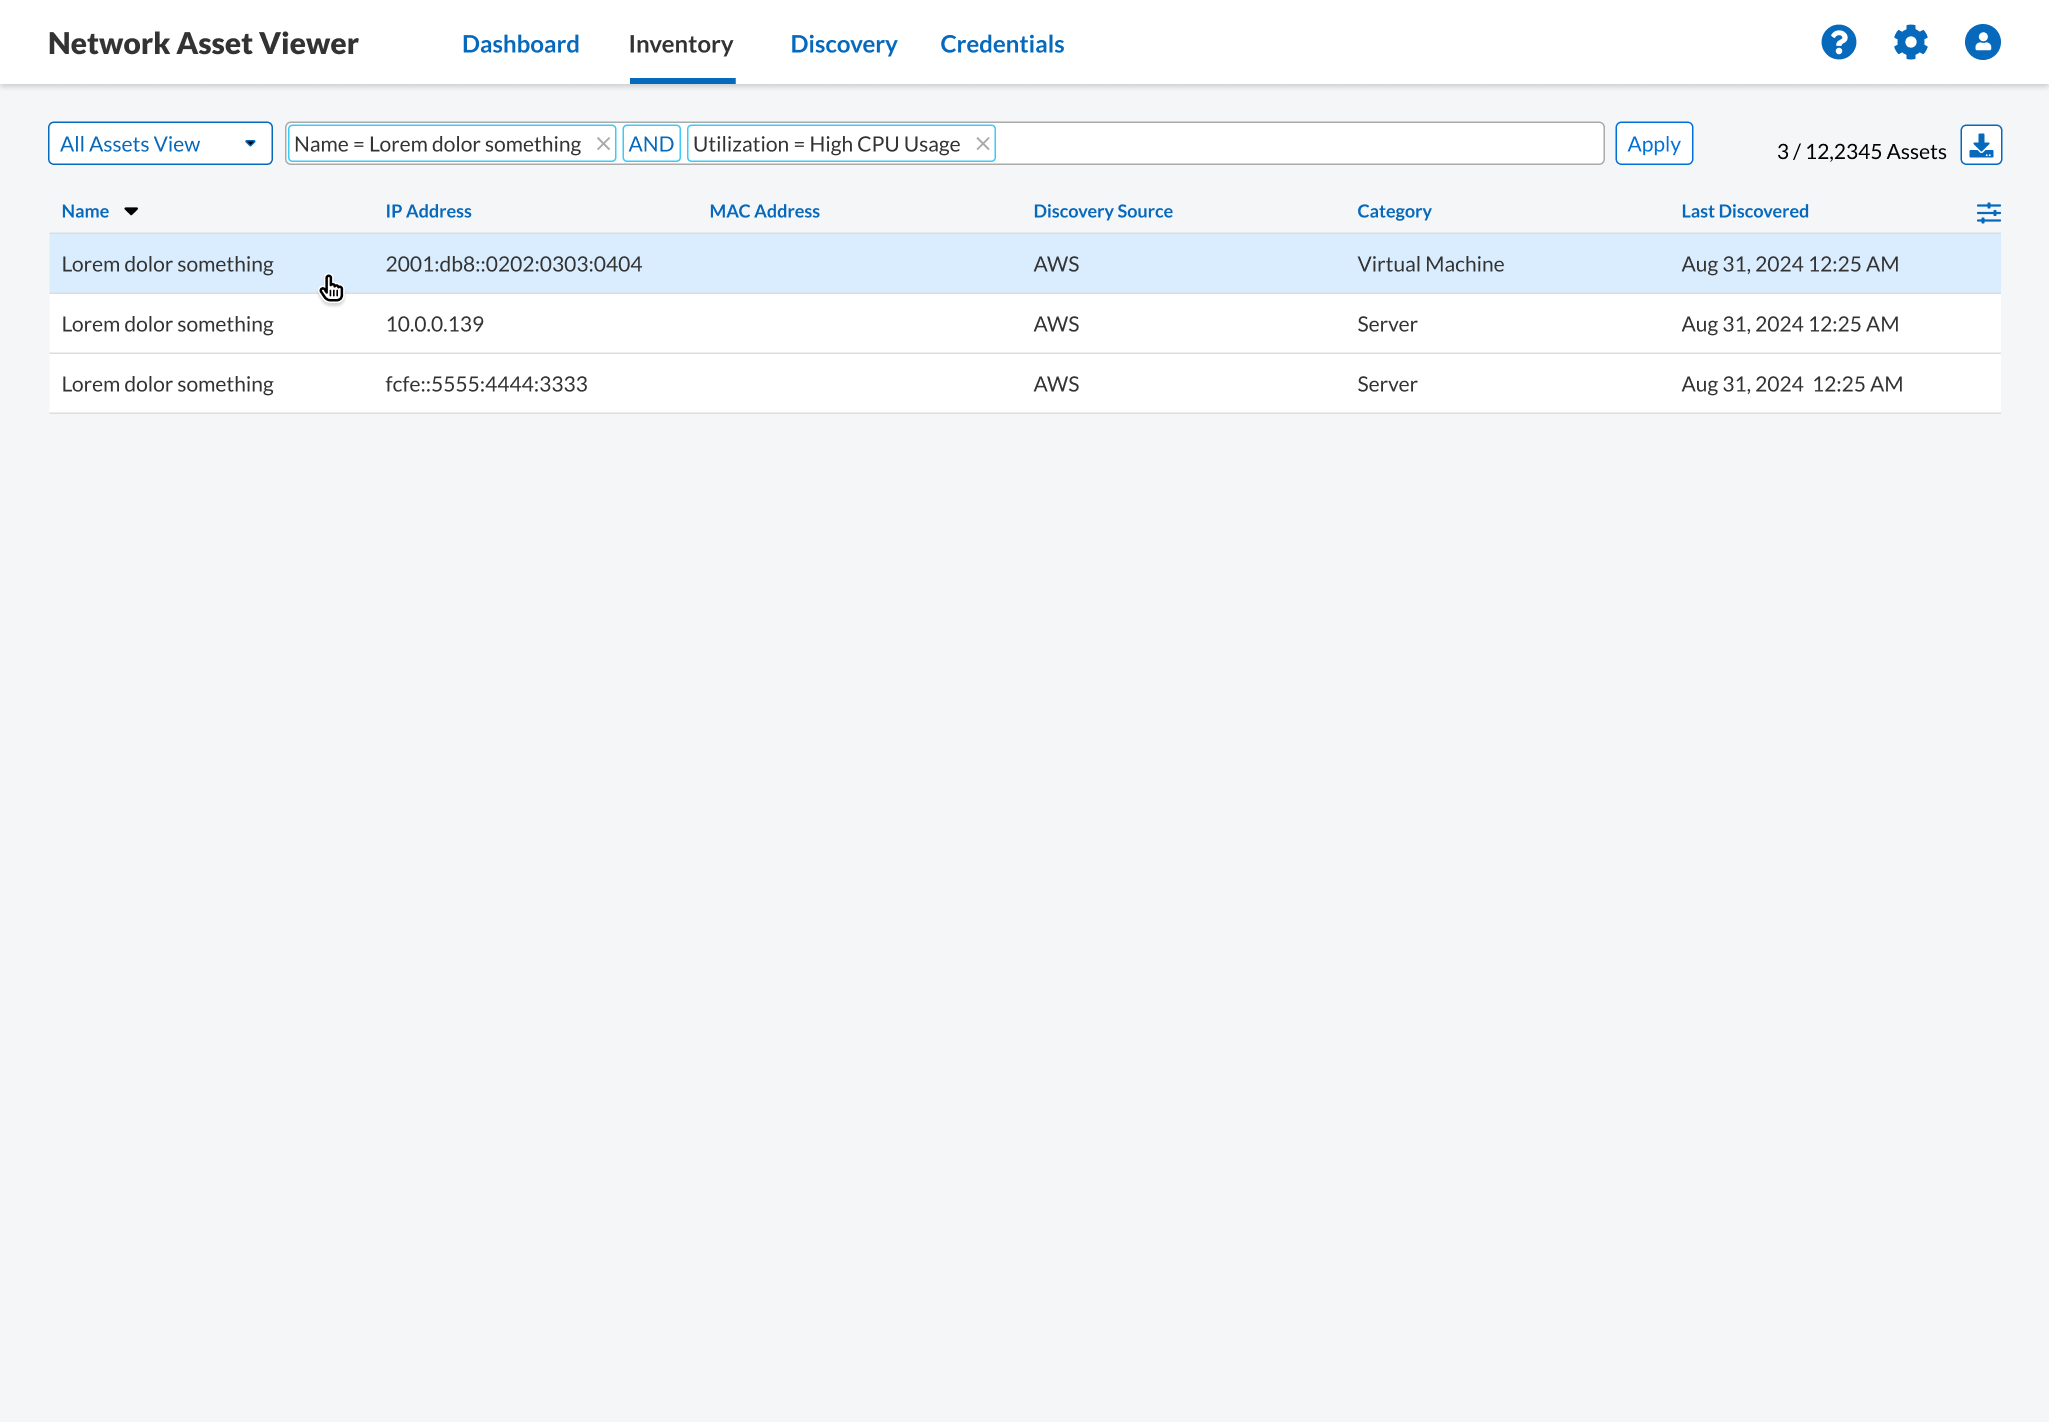 Network Asset Viewer Dashboard Inventory Discovery Credentials
All Assets View Name = Lorem dolor something AND Utilization = High CPU Usage Apply 3 / 12,2345 Assets
Name IP Address MAC Address Discovery Source Category Last Discovered
Lorem dolor something 2001:db8::0202:0303:0404 AWS Virtual Machine Aug 31, 2024 12:25 AM
Lorem dolor something 10.0.0.139 AWS Server Aug 31, 2024 12:25 AM
Lorem dolor something fcfe::5555:4444:3333 AWS Server Aug 31, 2024 12:25 AM